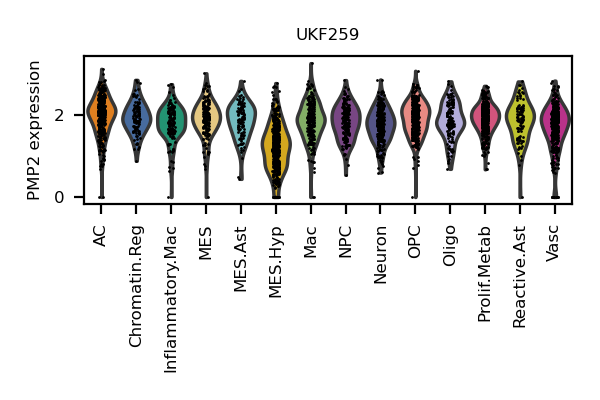 UKF259
PMP2 expression
2
0
AC
Chromatin.Reg
Inflammatory.Mac
MES
MES.Ast
MES.Hyp
Mac
NPC
Neuron
OPC
Oligo
Prolif.Metab
Reactive.Ast
Vasc